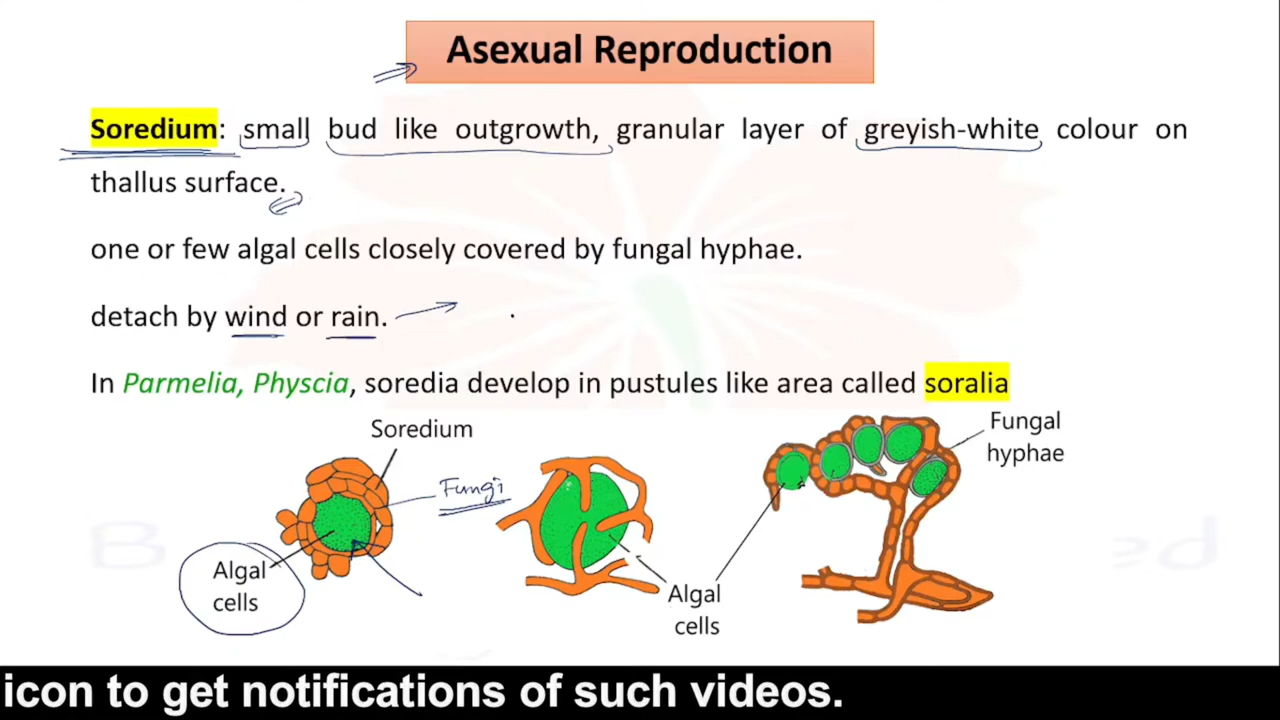 Asexual Reproduction
Soredium: small bud like outgrowth, granular layer of greyish-white colour on
thallus surface.
one or few algal cells closely covered by fungal hyphae.
detach by wind or rain.
In Parmelia, Physcia, soredia develop in pustules like area called soralia
Soredium
Fungi
Algal
cells
Algal
cells
Fungal
hyphae
icon to get notifications of such videos.